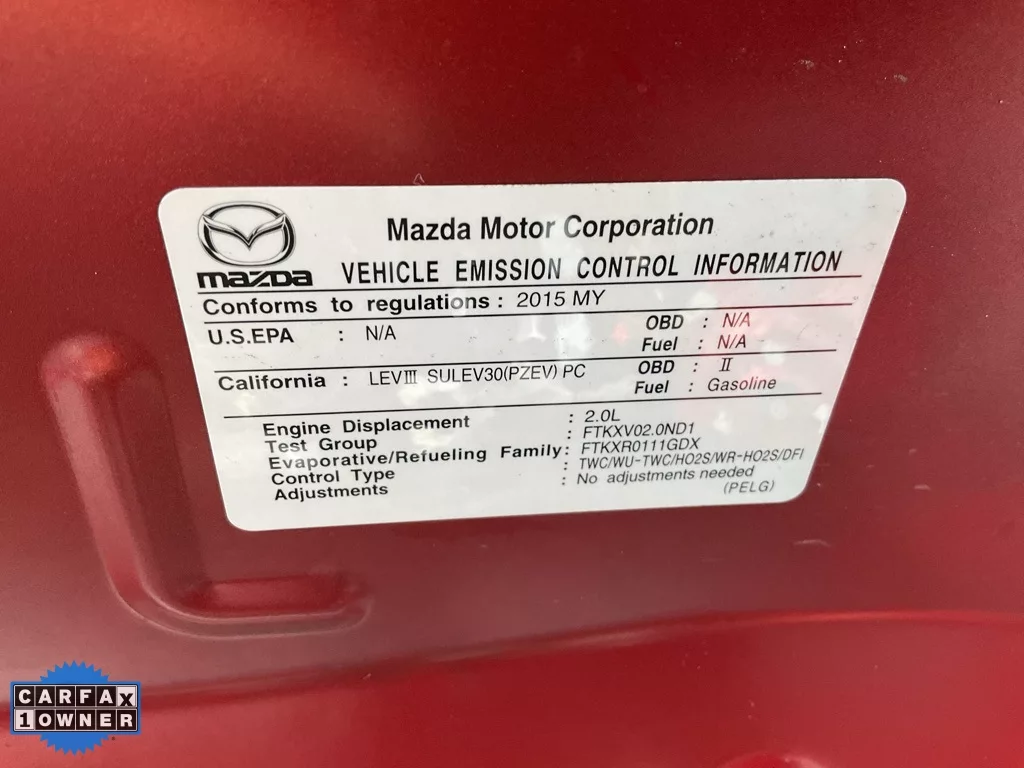 mazda
Mazda Motor Corporation
VEHICLE EMISSION CONTROL INFORMATION
Conforms to regulations : 2015 MY
U.S.EPA : N/A OBD : N/A
Fuel : N/A
California : LEVⅢ SULEV30(PZEV) PC OBD : Ⅱ
Fuel : Gasoline
Engine Displacement : 2.0L
Test Group : FTKXV02.0ND1
Evaporative/Refueling Family: FTKXR0111GDX
Control Type : TWC/WU-TWC/HO2S/WR-HO2S/DFI
Adjustments : No adjustments needed
(PELG)
CARFAX
1 OWNER